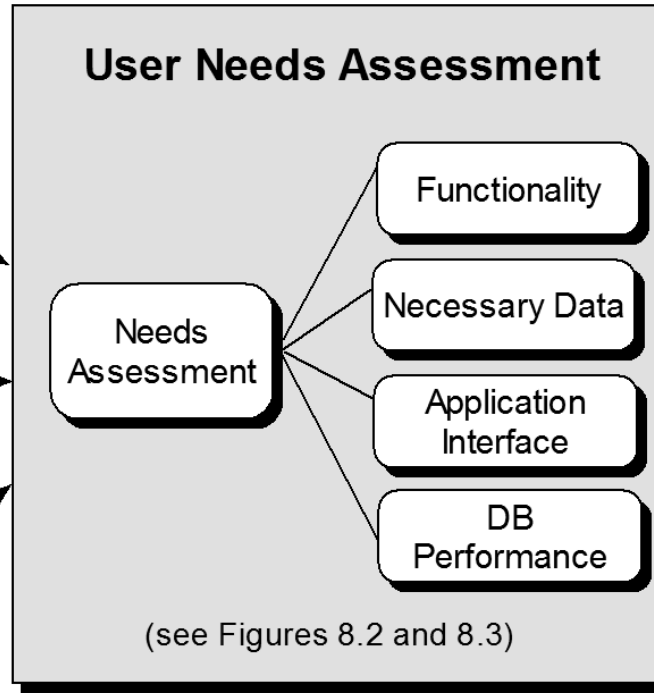 User Needs Assessment
Functionality
Necessary Data
Needs
Assessment
Application
Interface
DB
Performance
(see Figures 8.2 and 8.3)